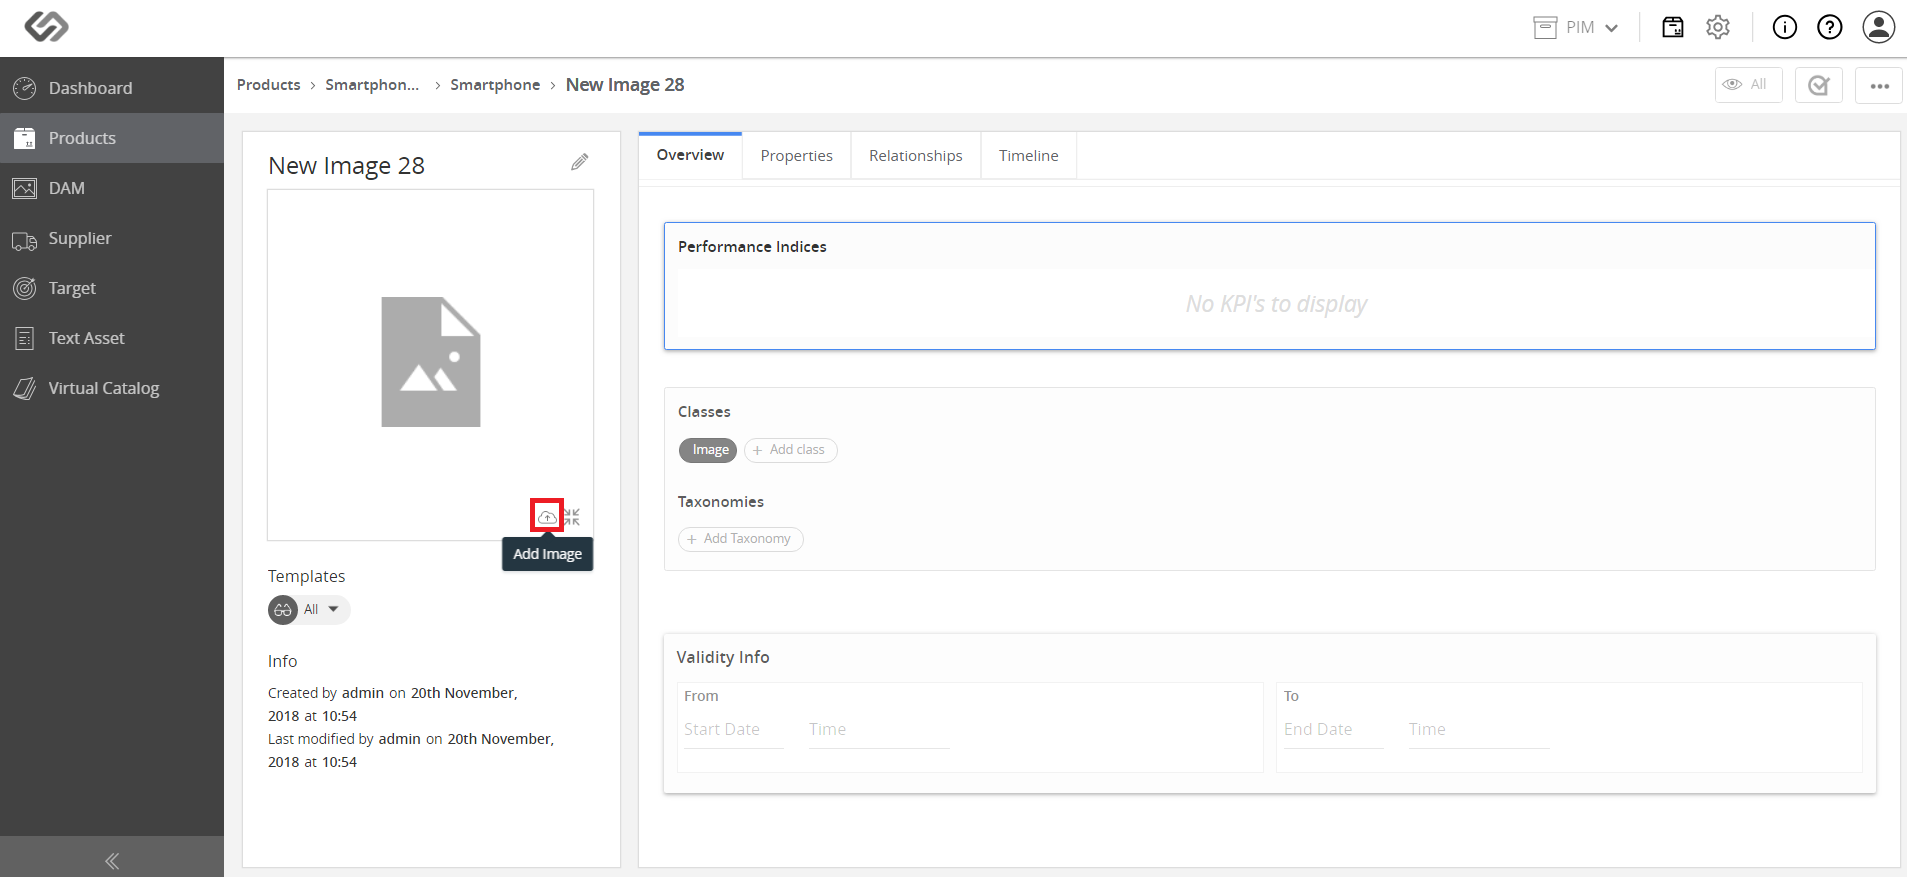 PIM
Dashboard
Products
DAM
Supplier
Target
Text Asset
Virtual Catalog
Products › Smartphon... › Smartphone › New Image 28
All
New Image 28
Add Image
Templates
All
Info
Created by admin on 20th November,
2018 at 10:54
Last modified by admin on 20th November,
2018 at 10:54
Overview Properties Relationships Timeline
Performance Indices
No KPI's to display
Classes
Image + Add class
Taxonomies
+ Add Taxonomy
Validity Info
From To
Start Date Time End Date Time